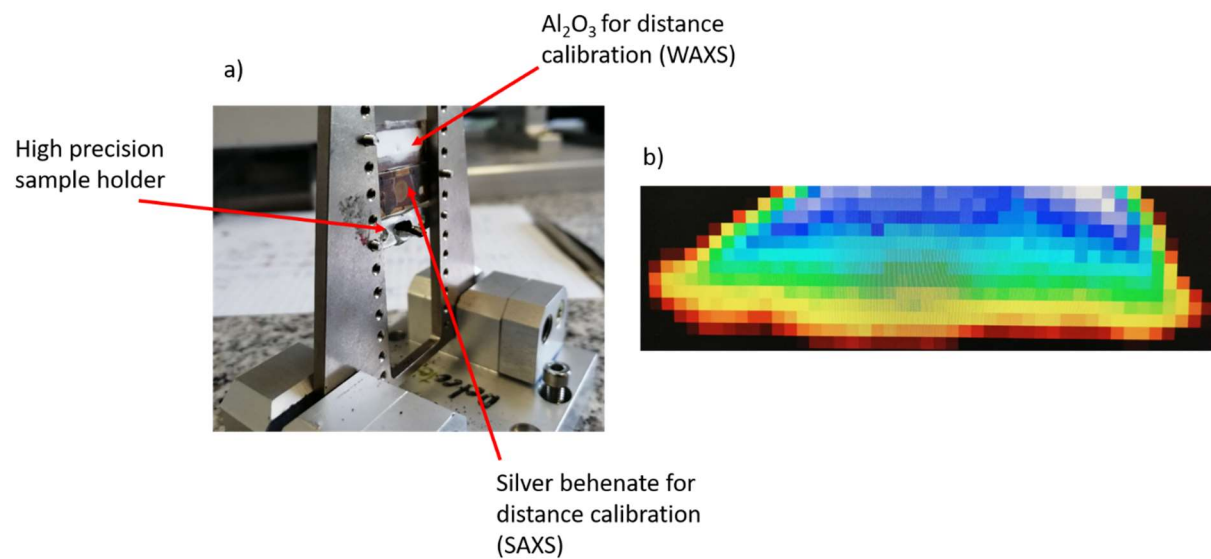 a)
Al₂O₃ for distance
calibration (WAXS)
High precision
sample holder
b)
Silver behenate for
distance calibration
(SAXS)